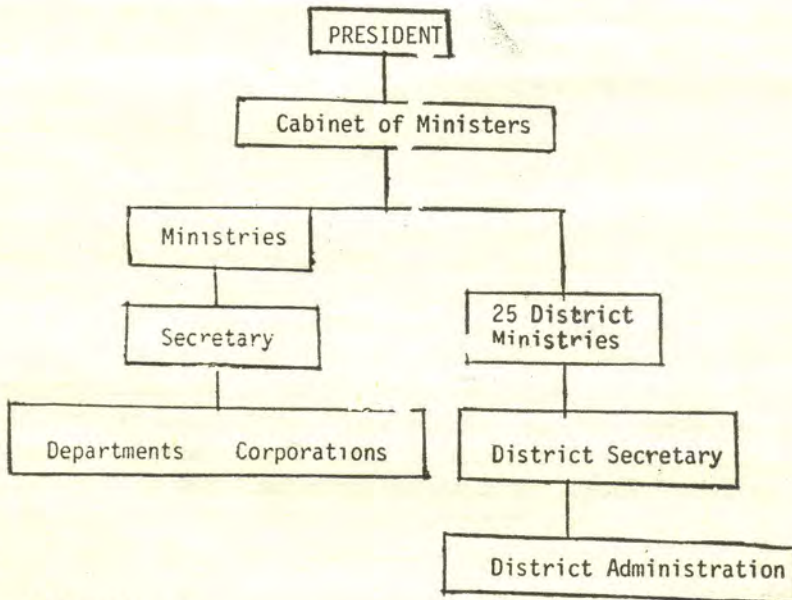 PRESIDENT
Cabinet of Ministers
Ministries
Secretary
25 District
Ministries
Departments Corporations
District Secretary
District Administration